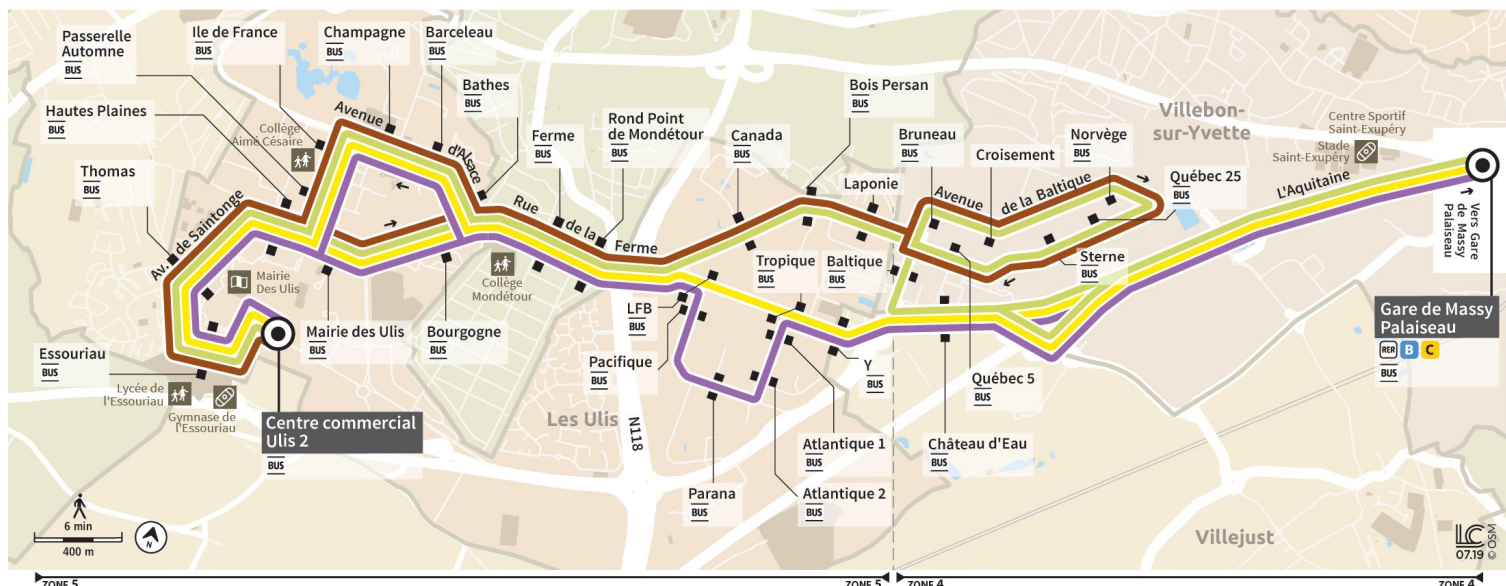 Passerelle
Automne
BUS
Ile de France
BUS
Champagne
BUS
Barceleau
BUS
Hautes Plaines
BUS
Bathes
BUS
Thomas
BUS
Collège
Aimé Césaire
Avenue
d'Alsace
Ferme
BUS
Rond Point
de Mondétour
BUS
Canada
BUS
Bois Persan
BUS
Laponie
Bruneau
BUS
Croisement
Norvège
BUS
Québec 25
BUS
Villebon-
sur-Yvette
Centre Sportif
Saint-Exupéry
Stade
Saint-Exupéry
Avenue
de la Baltique
L'Aquitaine
Vers Gare
de Massy
Palaiseau
Av. de Saintonge
Rue
de la
Ferme
Mairie
Des Ulis
Collège
Mondétour
Tropique
BUS
Baltique
BUS
Sterne
BUS
LFB
BUS
Mairie des Ulis
BUS
Bourgogne
BUS
Pacifique
BUS
Y
BUS
Québec 5
BUS
Gare de Massy
Palaiseau
RER B C
BUS
Essouriau
BUS
Lycée de
l'Essouriau
Gymnase de
l'Essouriau
Centre commercial
Ulis 2
BUS
Les Ulis
N118
Parana
BUS
Atlantique 1
BUS
Atlantique 2
BUS
Château d'Eau
BUS
Villejust
6 min
400 m
N
LC
07.19
© OSM
ZONE 5
ZONE 5
ZONE 4
ZONE 4